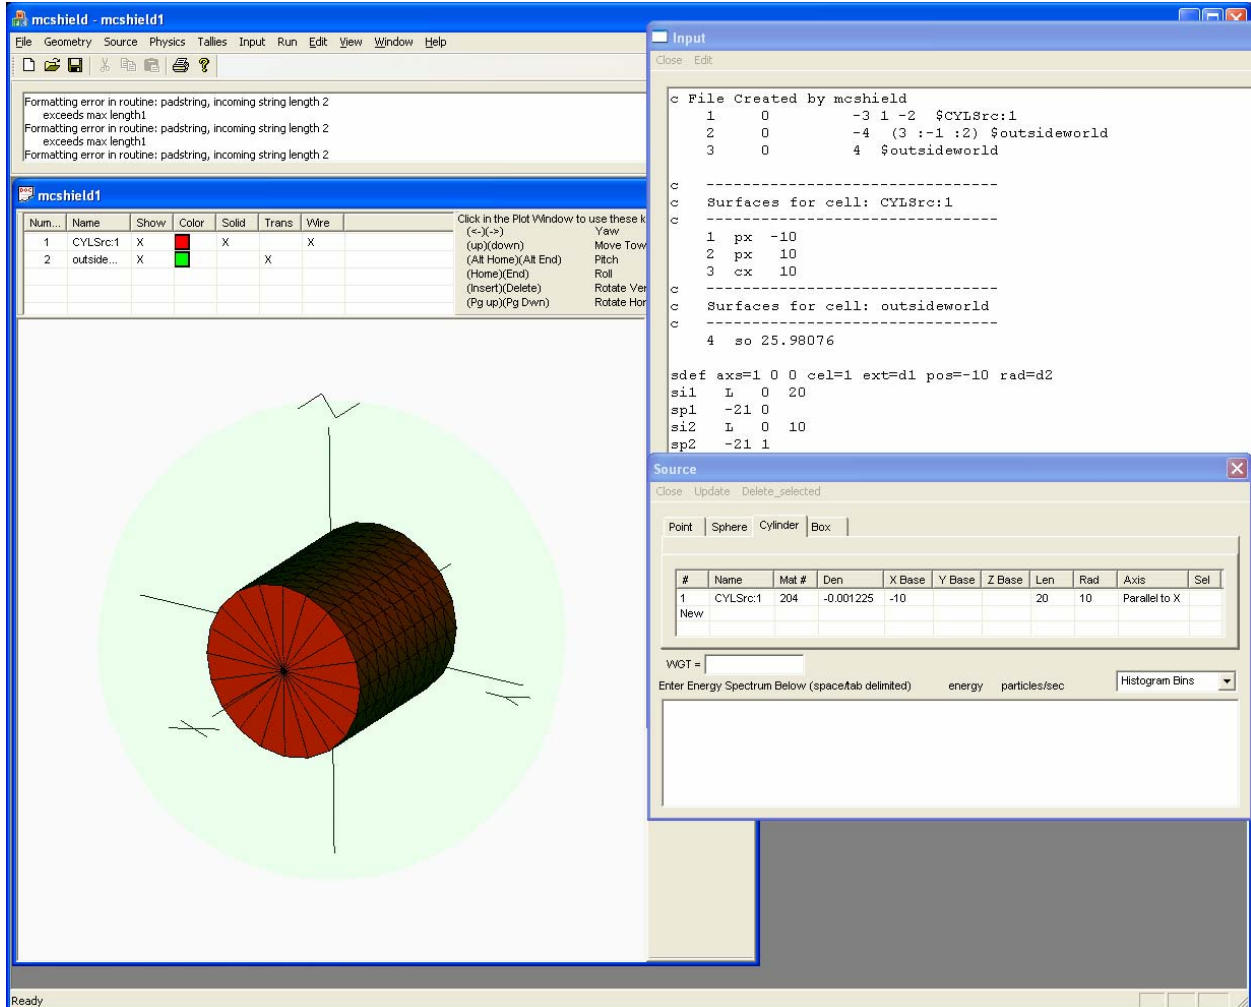 mcshield - mcshield1
File Geometry Source Physics Tallies Input Run Edit View Window Help
Formatting error in routine: padstring, incoming string length 2
exceeds max length1
Formatting error in routine: padstring, incoming string length 2
exceeds max length1
Formatting error in routine: padstring, incoming string length 2
mcshield1
Num... Name Show Color Solid Trans Wire
1 CYLSrc:1 X X X
2 outside... X X
Click in the Plot Window to use these k
(<-)(->) Yaw
(up)(down) Move Tow
(Alt Home)(Alt End) Pitch
(Home)(End) Roll
(Insert)(Delete) Rotate Ver
(Pg up)(Pg Dwn) Rotate Hor
Z
X
Y
Input
Close Edit
c File Created by mcshield
1 0 -3 1 -2 $CYLSrc:1
2 0 -4 (3 :-1 :2) $outsideworld
3 0 4 $outsideworld
c --------------------------------
c Surfaces for cell: CYLSrc:1
c --------------------------------
1 px -10
2 px 10
3 cx 10
c --------------------------------
c Surfaces for cell: outsideworld
c --------------------------------
4 so 25.98076
sdef axs=1 0 0 cel=1 ext=d1 pos=-10 rad=d2
si1 L 0 20
sp1 -21 0
si2 L 0 10
sp2 -21 1
Source
Close Update Delete_selected
Point Sphere Cylinder Box
# Name Mat # Den X Base Y Base Z Base Len Rad Axis Sel
1 CYLSrc:1 204 -0.001225 -10 20 10 Parallel to X
New
WGT =
Enter Energy Spectrum Below (space/tab delimited) energy particles/sec Histogram Bins
Ready